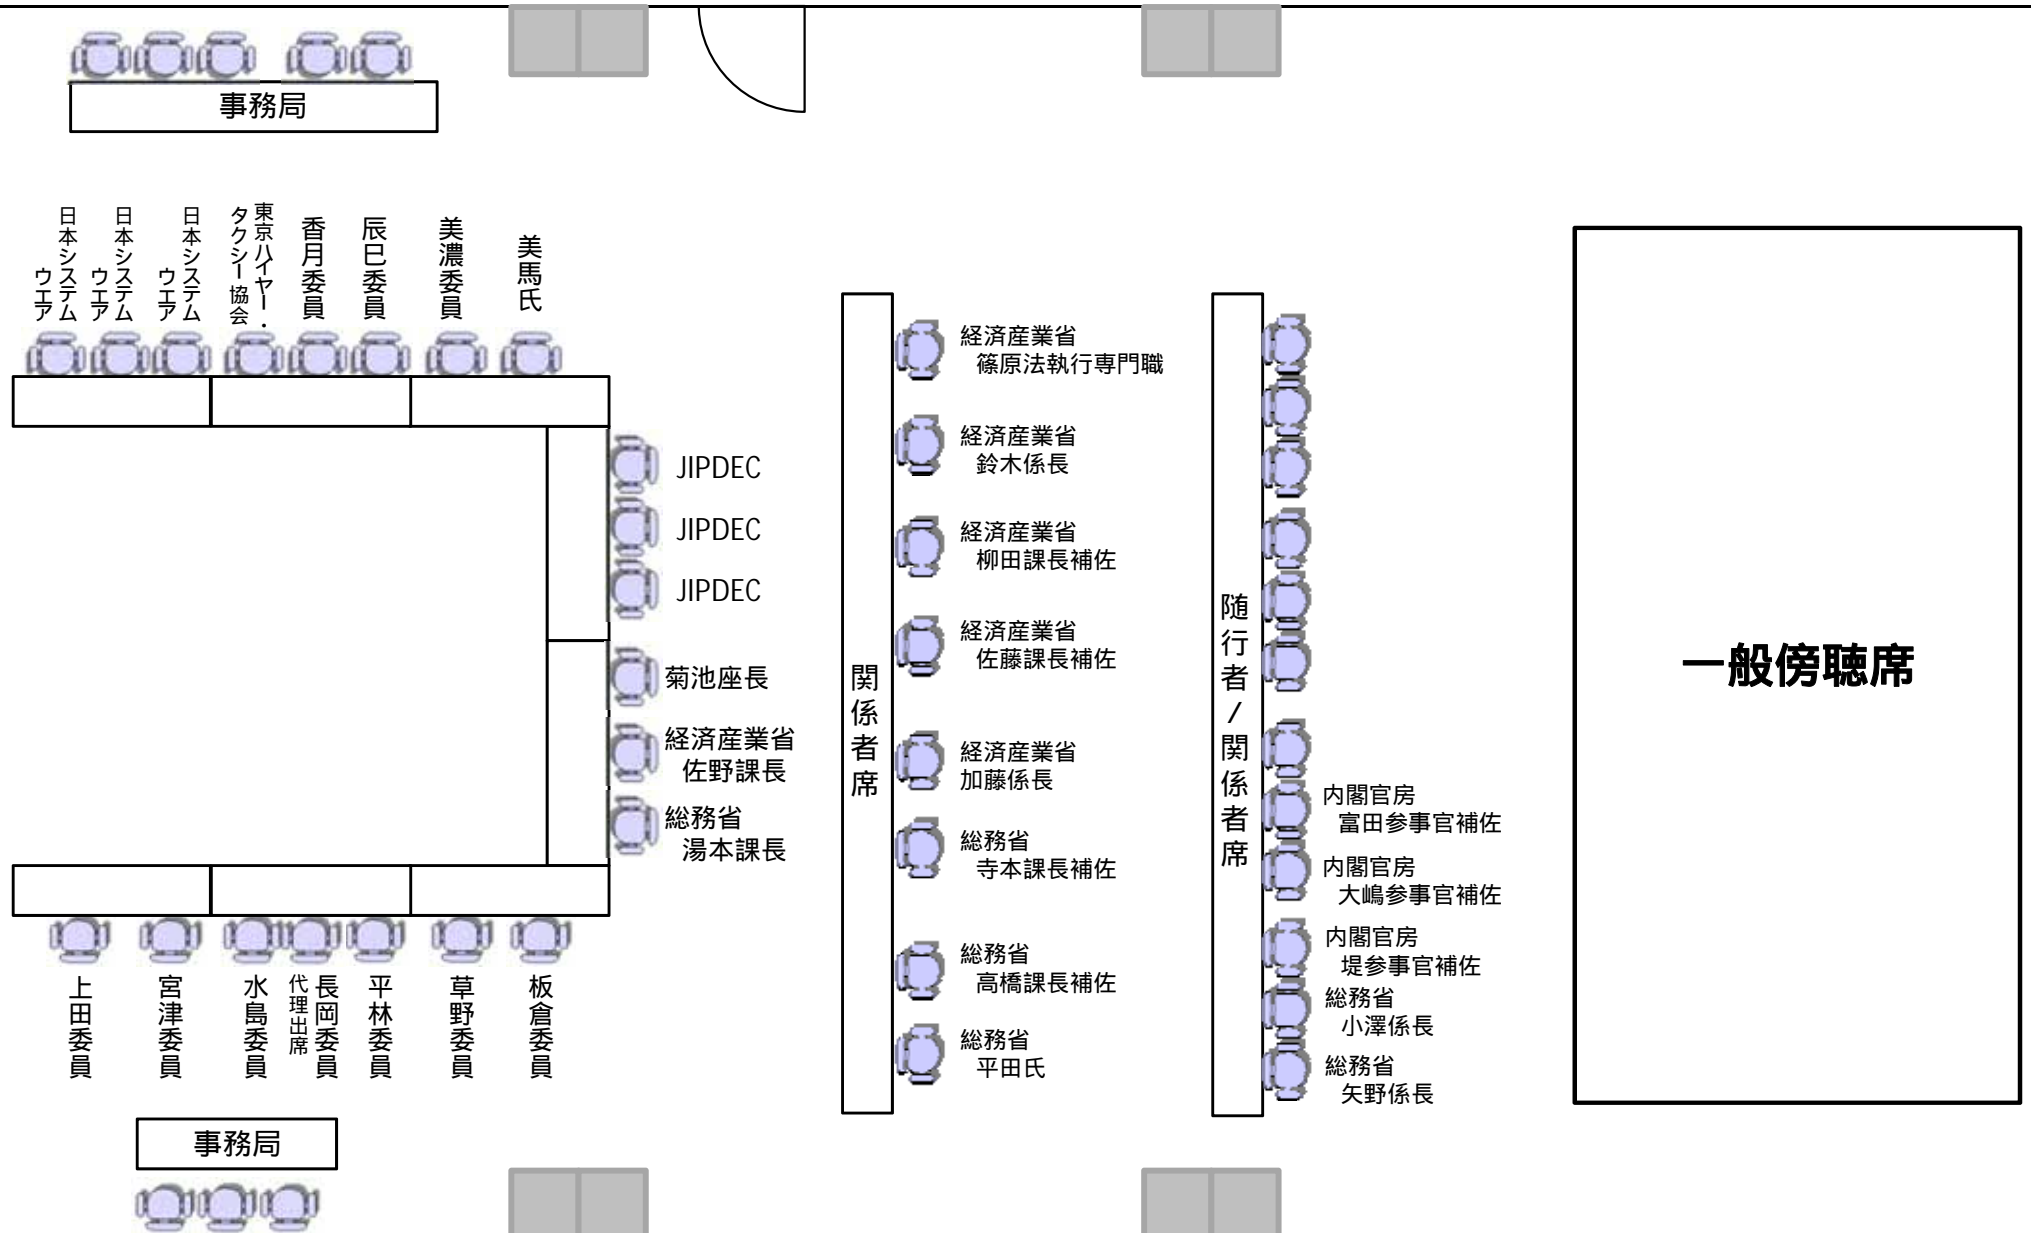 事務局
日本システム
ウエア
日本システム
ウエア
日本システム
ウエア
東京ハイヤー・
タクシー協会
香月委員
辰巳委員
美濃委員
美馬氏
JIPDEC
JIPDEC
JIPDEC
菊池座長
経済産業省
佐野課長
総務省
湯本課長
上田委員
宮津委員
水島委員
長岡委員
代理出席
平林委員
草野委員
板倉委員
事務局
関係者席
経済産業省
篠原法執行専門職
経済産業省
鈴木係長
経済産業省
柳田課長補佐
経済産業省
佐藤課長補佐
経済産業省
加藤係長
総務省
寺本課長補佐
総務省
高橋課長補佐
総務省
平田氏
随行者/関係者席
内閣官房
富田参事官補佐
内閣官房
大嶋参事官補佐
内閣官房
堤参事官補佐
総務省
小澤係長
総務省
矢野係長
一般傍聴席